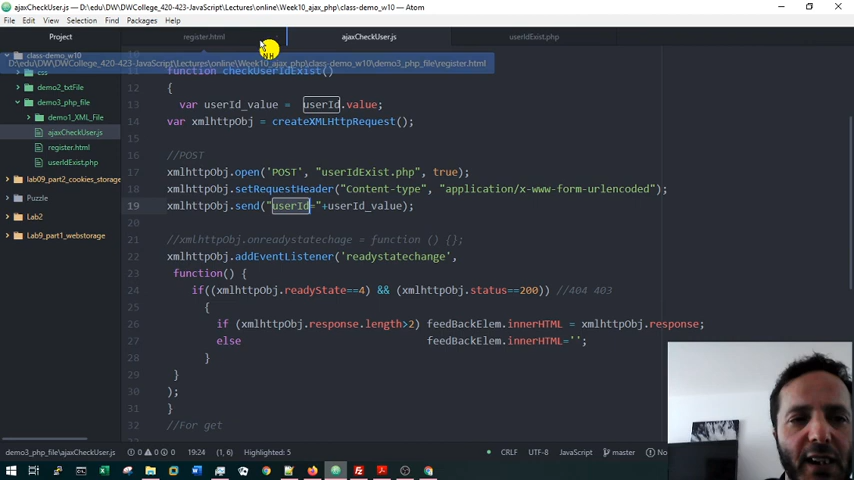 ajaxCheckUser.js — D:\edu\DW\DWCollege_420-423-JavaScript\Lectures\online\Week10_ajax_php\class-demo_w10 — Atom
File Edit View Selection Find Packages Help
Project
register.html
ajaxCheckUser.js
userIdExist.php
class-demo_w10
D:\edu\DW\DWCollege_420-423-JavaScript\Lectures\online\Week10_ajax_php\class-demo_w10\demo3_php_file\register.html
css
demo2_txtFile
demo3_php_file
demo1_XML_File
ajaxCheckUser.js
register.html
userIdExist.php
lab09_part2_cookies_storage
Puzzle
Lab2
Lab9_part1_webstorage
10
11 function checkUserIdExist()
12 {
13 var userId_value = userId.value;
14 var xmlhttpObj = createXMLHttpRequest();
15
16 //POST
17 xmlhttpObj.open('POST', "userIdExist.php", true);
18 xmlhttpObj.setRequestHeader("Content-type", "application/x-www-form-urlencoded");
19 xmlhttpObj.send("userId="+userId_value);
20
21 //xmlhttpObj.onreadystatechage = function () {};
22 xmlhttpObj.addEventListener('readystatechange',
23 function() {
24 if((xmlhttpObj.readyState==4) && (xmlhttpObj.status==200)) //404 403
25 {
26 if (xmlhttpObj.response.length>2) feedBackElem.innerHTML = xmlhttpObj.response;
27 else feedBackElem.innerHTML='';
28 }
29 }
30 );
31 }
32 //For get
demo3_php_file\ajaxCheckUser.js 0 0 0 19:24 (1, 6) Highlighted: 5 CRLF UTF-8 JavaScript master No